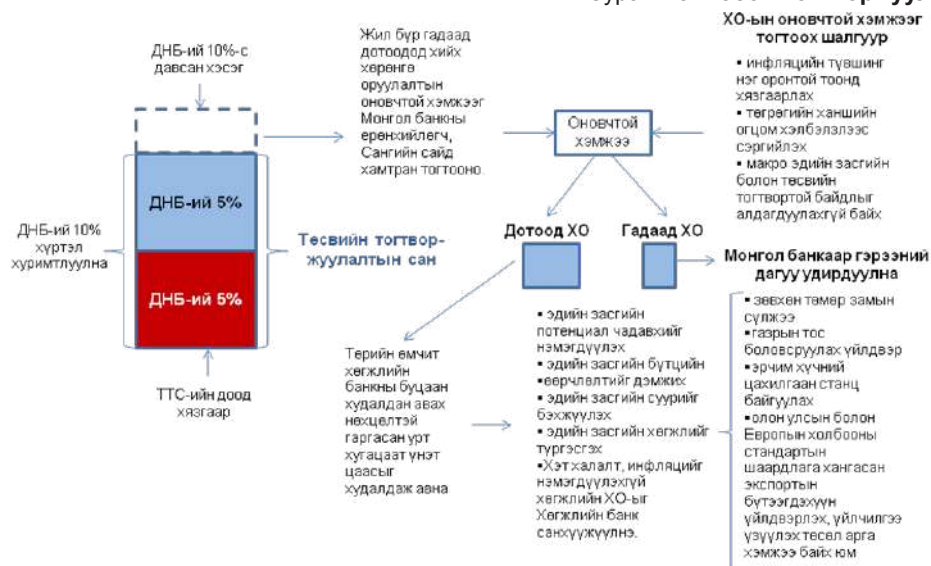 ДНБ-ий 10%-с
давсан хэсэг
ДНБ-ий 5%
ДНБ-ий 5%
ДНБ-ий 10%
хүртэл
хуримтлуулна
ТТС-ийн доод
хязгаар
Төсвийн тогтвор-
жуулалтын сан
Жил бүр гадаад
дотоодод хийх
хөрөнгө
оруулалтын
оновчтой хэмжээг
Монгол банкны
ерөнхийлөгч,
Сангийн сайд
хамтран тогтооно
Оновчтой
хэмжээ
ХО-ын оновчтой хэмжээг
тогтоох шалгуур
▪ инфляцийн түвшинг
нэг оронтой тоонд
хязгаарлах
▪ төгрөгийн ханшийн
огцом хэлбэлзлээс
сэргийлэх
▪ макро эдийн засгийн
болон төсвийн
тогтвортой байдлыг
алдагдуулахгүй байх
Дотоод ХО
Гадаад ХО
Монгол банкаар гэрээний
дагуу удирдуулна
Төрийн өмчит
хөгжлийн
банкны буцаан
худалдан авах
нөхцөлтэй
гаргасан урт
хугацаат үнэт
цаасыг
худалдаж авна
▪ эдийн засгийн
потенциал чадавхийг
нэмэгдүүлэх
▪ эдийн засгийн бүтцийн
▪өөрчлөлтийг дэмжих
▪ эдийн засгийн суурийг
бэхжүүлэх
▪ эдийн засгийн хөгжлийг
түргэсгэх
▪Хэт халалт, инфляцийг
нэмэгдүүлэхгүй
хөгжлийн ХО-ыг
Хөгжлийн банк
санхүүжүүлнэ.
▪ зөвхөн төмөр замын
сүлжээ
▪газрын тос
боловсруулах үйлдвэр
▪эрчим хүчний
цахилгаан станц
байгуулах
▪олон улсын болон
Европын холбооны
стандартын
шаардлага хангасан
экспортын
бүтээгдэхүүн
үйлдвэрлэх, үйлчилгээ
үзүүлэх төсөл арга
хэмжээ байх юм